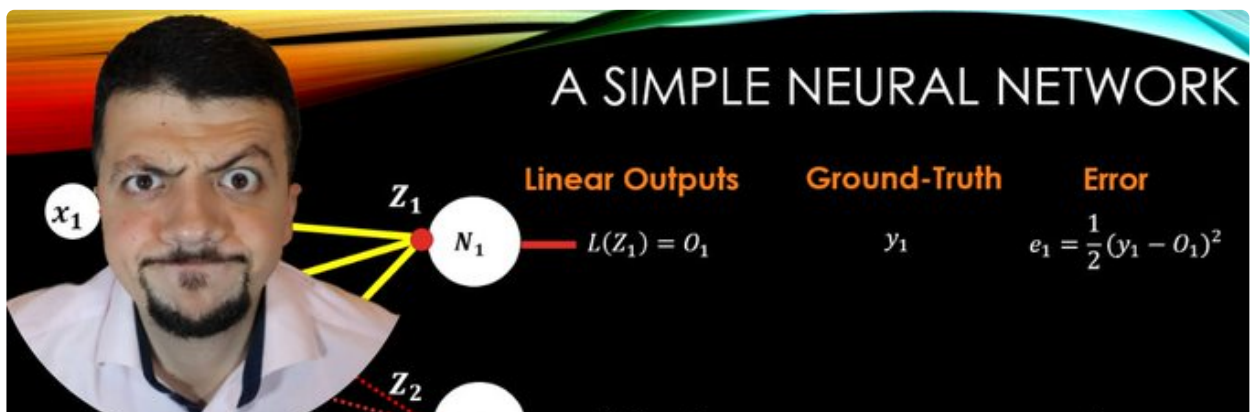 A SIMPLE NEURAL NETWORK
Linear Outputs Ground-Truth Error
x₁ Z₁ N₁ L(Z₁) = O₁ y₁ e₁ = 1/2 (y₁ − O₁)²
Z₂